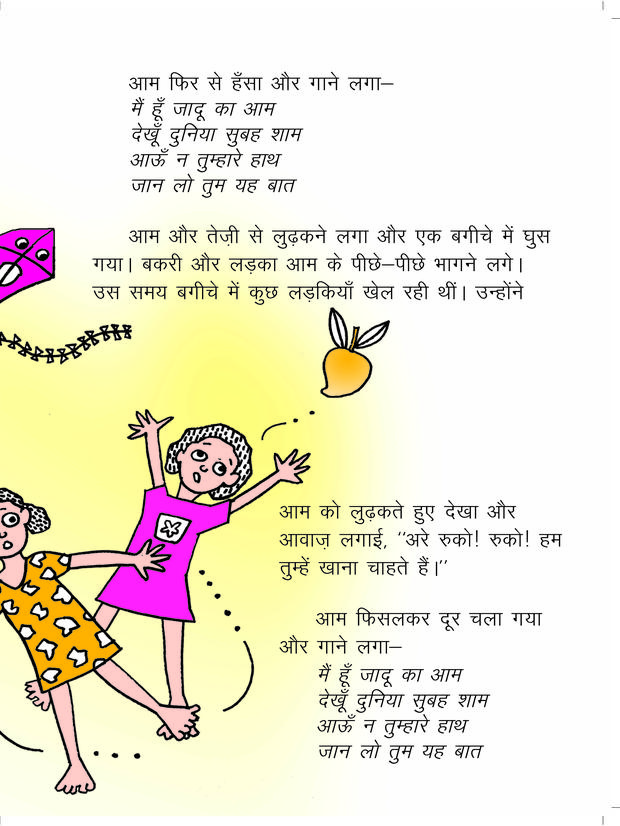 आम फिर से हँसा और गाने लगा–
मैं हूँ जादू का आम
देखूँ दुनिया सुबह शाम
आऊँ न तुम्हारे हाथ
जान लो तुम यह बात
आम और तेज़ी से लुढ़कने लगा और एक बगीचे में घुस
गया। बकरी और लड़का आम के पीछे–पीछे भागने लगे।
उस समय बगीचे में कुछ लड़कियाँ खेल रही थीं। उन्होंने
आम को लुढ़कते हुए देखा और
आवाज़ लगाई, ''अरे रुको! रुको! हम
तुम्हें खाना चाहते हैं।''
आम फिसलकर दूर चला गया
और गाने लगा–
मैं हूँ जादू का आम
देखूँ दुनिया सुबह शाम
आऊँ न तुम्हारे हाथ
जान लो तुम यह बात